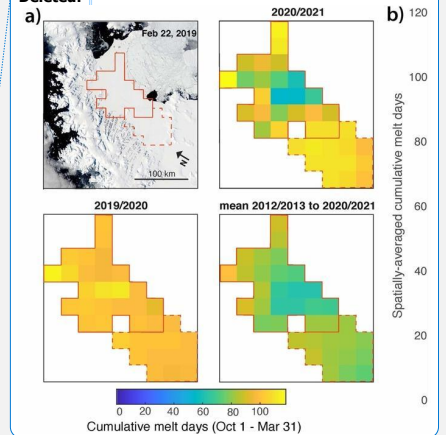 Deleted:
a)
b)
Feb 22, 2019
N
100 km
2020/2021
2019/2020
mean 2012/2013 to 2020/2021
0 20 40 60 80 100
Cumulative melt days (Oct 1 - Mar 31)
120
100
80
60
40
20
0
Spatially-averaged cumulative melt days